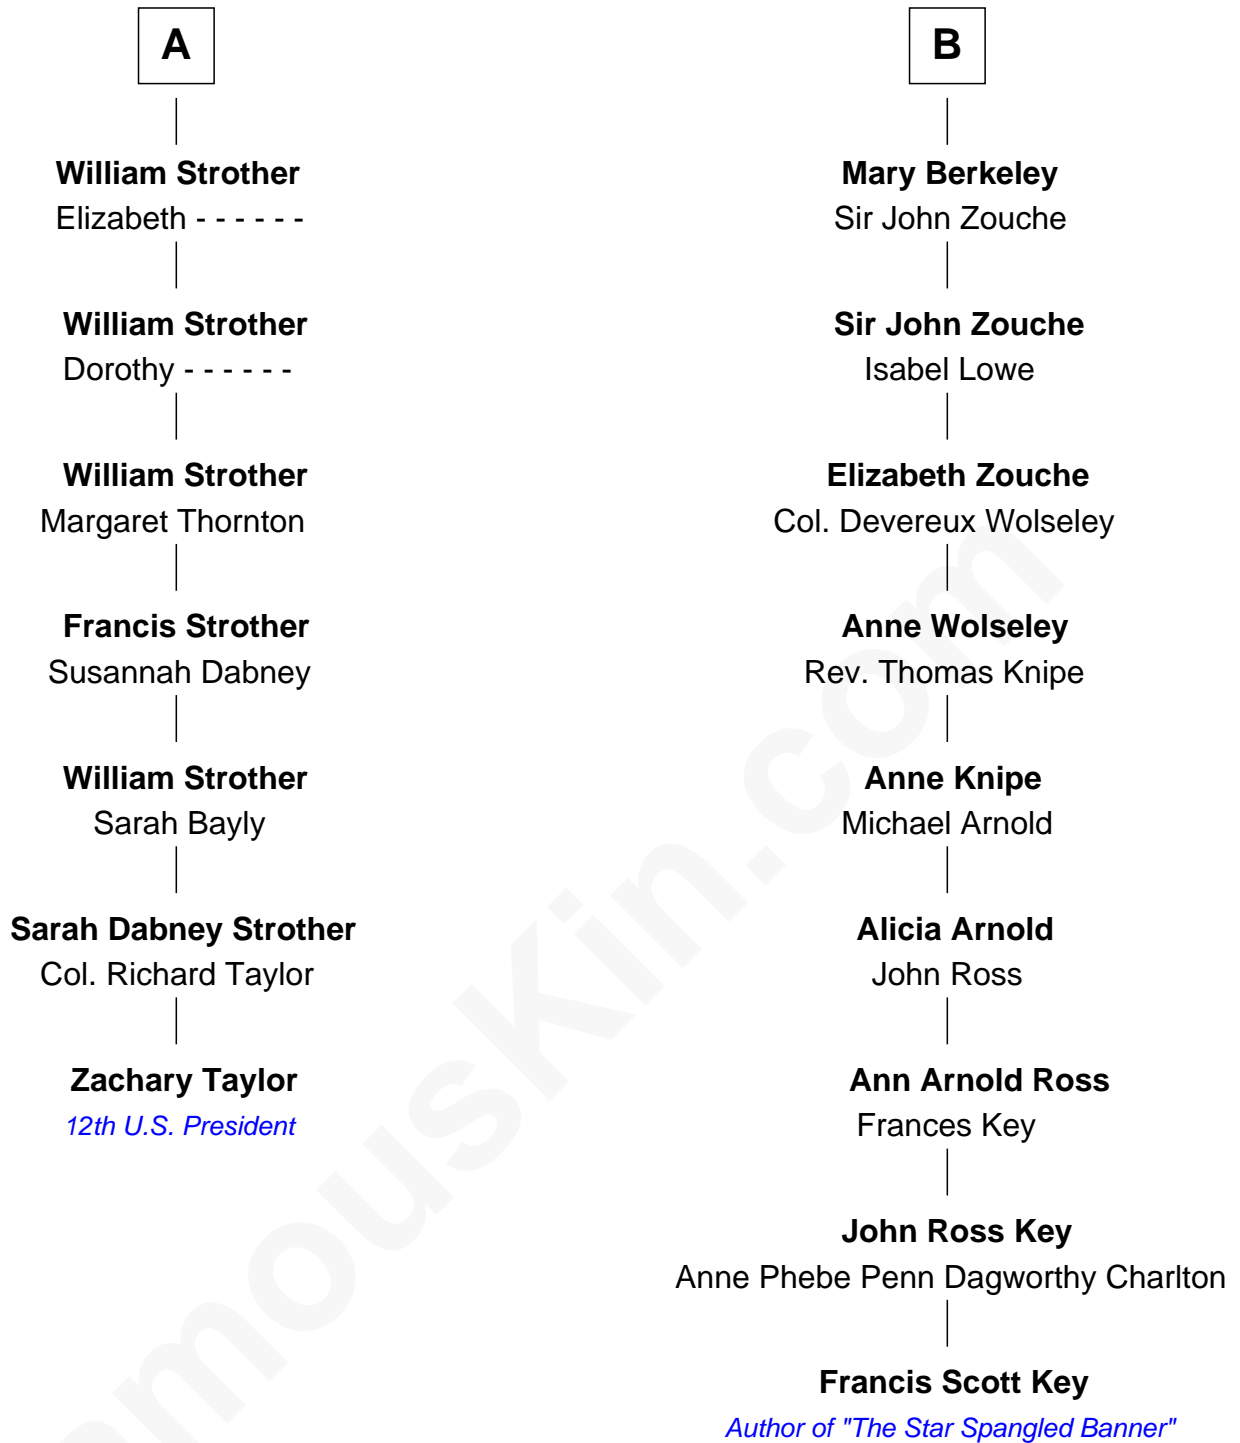 A
William Strother
Elizabeth - - - - - -
William Strother
Dorothy - - - - - -
William Strother
Margaret Thornton
Francis Strother
Susannah Dabney
William Strother
Sarah Bayly
Sarah Dabney Strother
Col. Richard Taylor
Zachary Taylor
12th U.S. President
B
Mary Berkeley
Sir John Zouche
Sir John Zouche
Isabel Lowe
Elizabeth Zouche
Col. Devereux Wolseley
Anne Wolseley
Rev. Thomas Knipe
Anne Knipe
Michael Arnold
Alicia Arnold
John Ross
Ann Arnold Ross
Frances Key
John Ross Key
Anne Phebe Penn Dagworthy Charlton
Francis Scott Key
Author of "The Star Spangled Banner"
amousKin.com